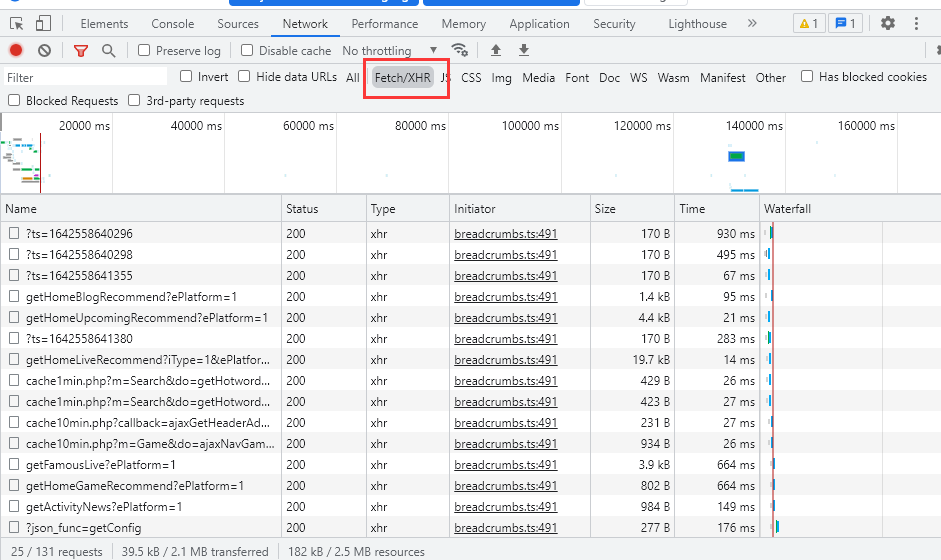 Elements Console Sources Network Performance Memory Application Security Lighthouse » 1 1
Preserve log Disable cache No throttling
Filter Invert Hide data URLs All Fetch/XHR JS CSS Img Media Font Doc WS Wasm Manifest Other Has blocked cookies
Blocked Requests 3rd-party requests
20000 ms 40000 ms 60000 ms 80000 ms 100000 ms 120000 ms 140000 ms 160000 ms
Name Status Type Initiator Size Time Waterfall
?ts=1642558640296 200 xhr breadcrumbs.ts:491 170 B 930 ms
?ts=1642558640298 200 xhr breadcrumbs.ts:491 170 B 495 ms
?ts=1642558641355 200 xhr breadcrumbs.ts:491 170 B 67 ms
getHomeBlogRecommend?ePlatform=1 200 xhr breadcrumbs.ts:491 1.4 kB 95 ms
getHomeUpcomingRecommend?ePlatform=1 200 xhr breadcrumbs.ts:491 4.4 kB 21 ms
?ts=1642558641380 200 xhr breadcrumbs.ts:491 170 B 283 ms
getHomeLiveRecommend?iType=1&ePlatfor... 200 xhr breadcrumbs.ts:491 19.7 kB 14 ms
cache1min.php?m=Search&do=getHotword... 200 xhr breadcrumbs.ts:491 429 B 26 ms
cache1min.php?m=Search&do=getHotword... 200 xhr breadcrumbs.ts:491 423 B 27 ms
cache10min.php?callback=ajaxGetHeaderAd... 200 xhr breadcrumbs.ts:491 231 B 27 ms
cache10min.php?m=Game&do=ajaxNavGam... 200 xhr breadcrumbs.ts:491 934 B 26 ms
getFamousLive?ePlatform=1 200 xhr breadcrumbs.ts:491 3.9 kB 664 ms
getHomeGameRecommend?ePlatform=1 200 xhr breadcrumbs.ts:491 802 B 664 ms
getActivityNews?ePlatform=1 200 xhr breadcrumbs.ts:491 984 B 149 ms
?json_func=getConfig 200 xhr breadcrumbs.ts:491 277 B 176 ms
25 / 131 requests 39.5 kB / 2.1 MB transferred 182 kB / 2.5 MB resources